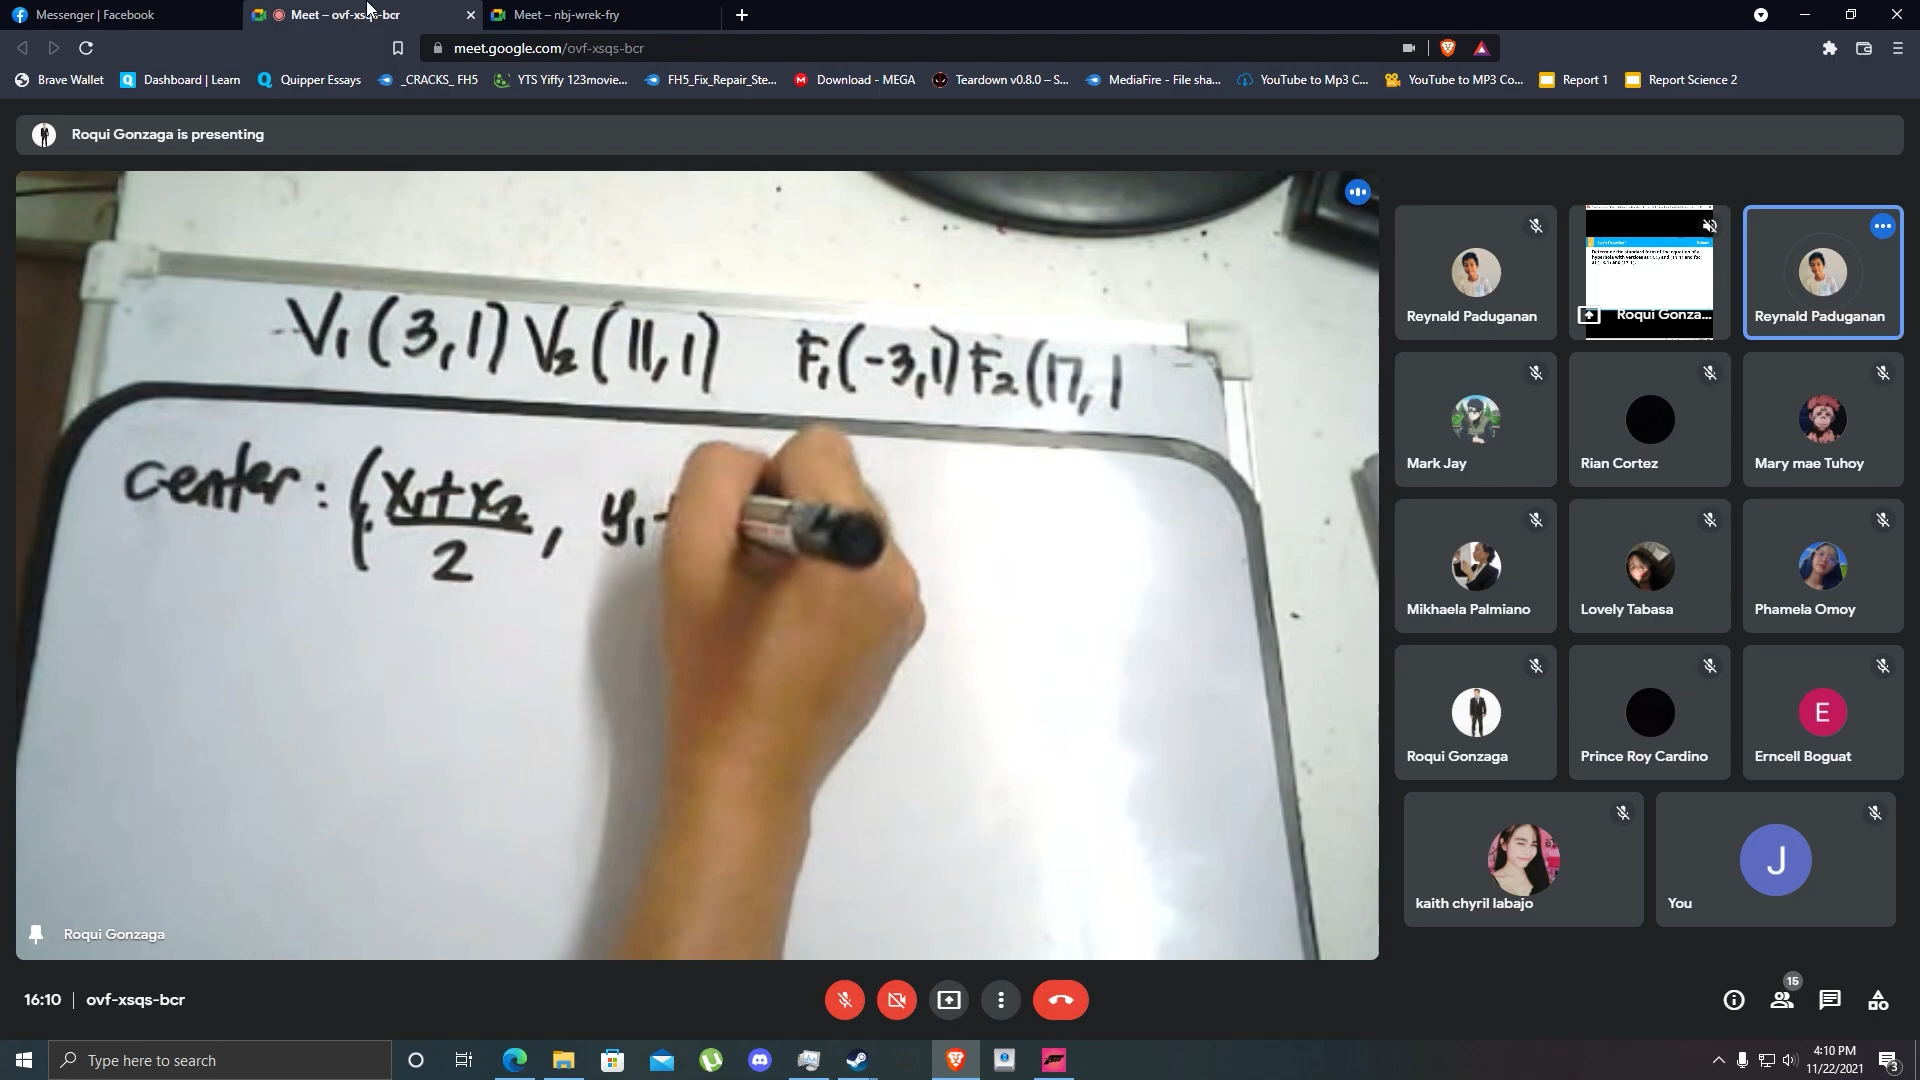 Messenger | Facebook
Meet – ovf-xsqs-bcr
Meet – nbj-wrek-fry
meet.google.com/ovf-xsqs-bcr
Brave Wallet
Dashboard | Learn
Quipper Essays
_CRACKS_ FH5
YTS Yiffy 123movie...
FH5_Fix_Repair_Ste...
Download - MEGA
Teardown v0.8.0 – S...
MediaFire - File sha...
YouTube to Mp3 C...
YouTube to MP3 Co...
Report 1
Report Science 2
Roqui Gonzaga is presenting
V₁(3,1) V₂(11,1) F₁(-3,1) F₂(17,1
center : (x₁+x₂/2, y₁+
Roqui Gonzaga
Reynald Paduganan
Roqui Gonza...
Reynald Paduganan
Mark Jay
Rian Cortez
Mary mae Tuhoy
Mikhaela Palmiano
Lovely Tabasa
Phamela Omoy
Roqui Gonzaga
Prince Roy Cardino
E
Erncell Boguat
kaith chyril labajo
J
You
16:10 | ovf-xsqs-bcr
15
Type here to search
4:10 PM
11/22/2021
3